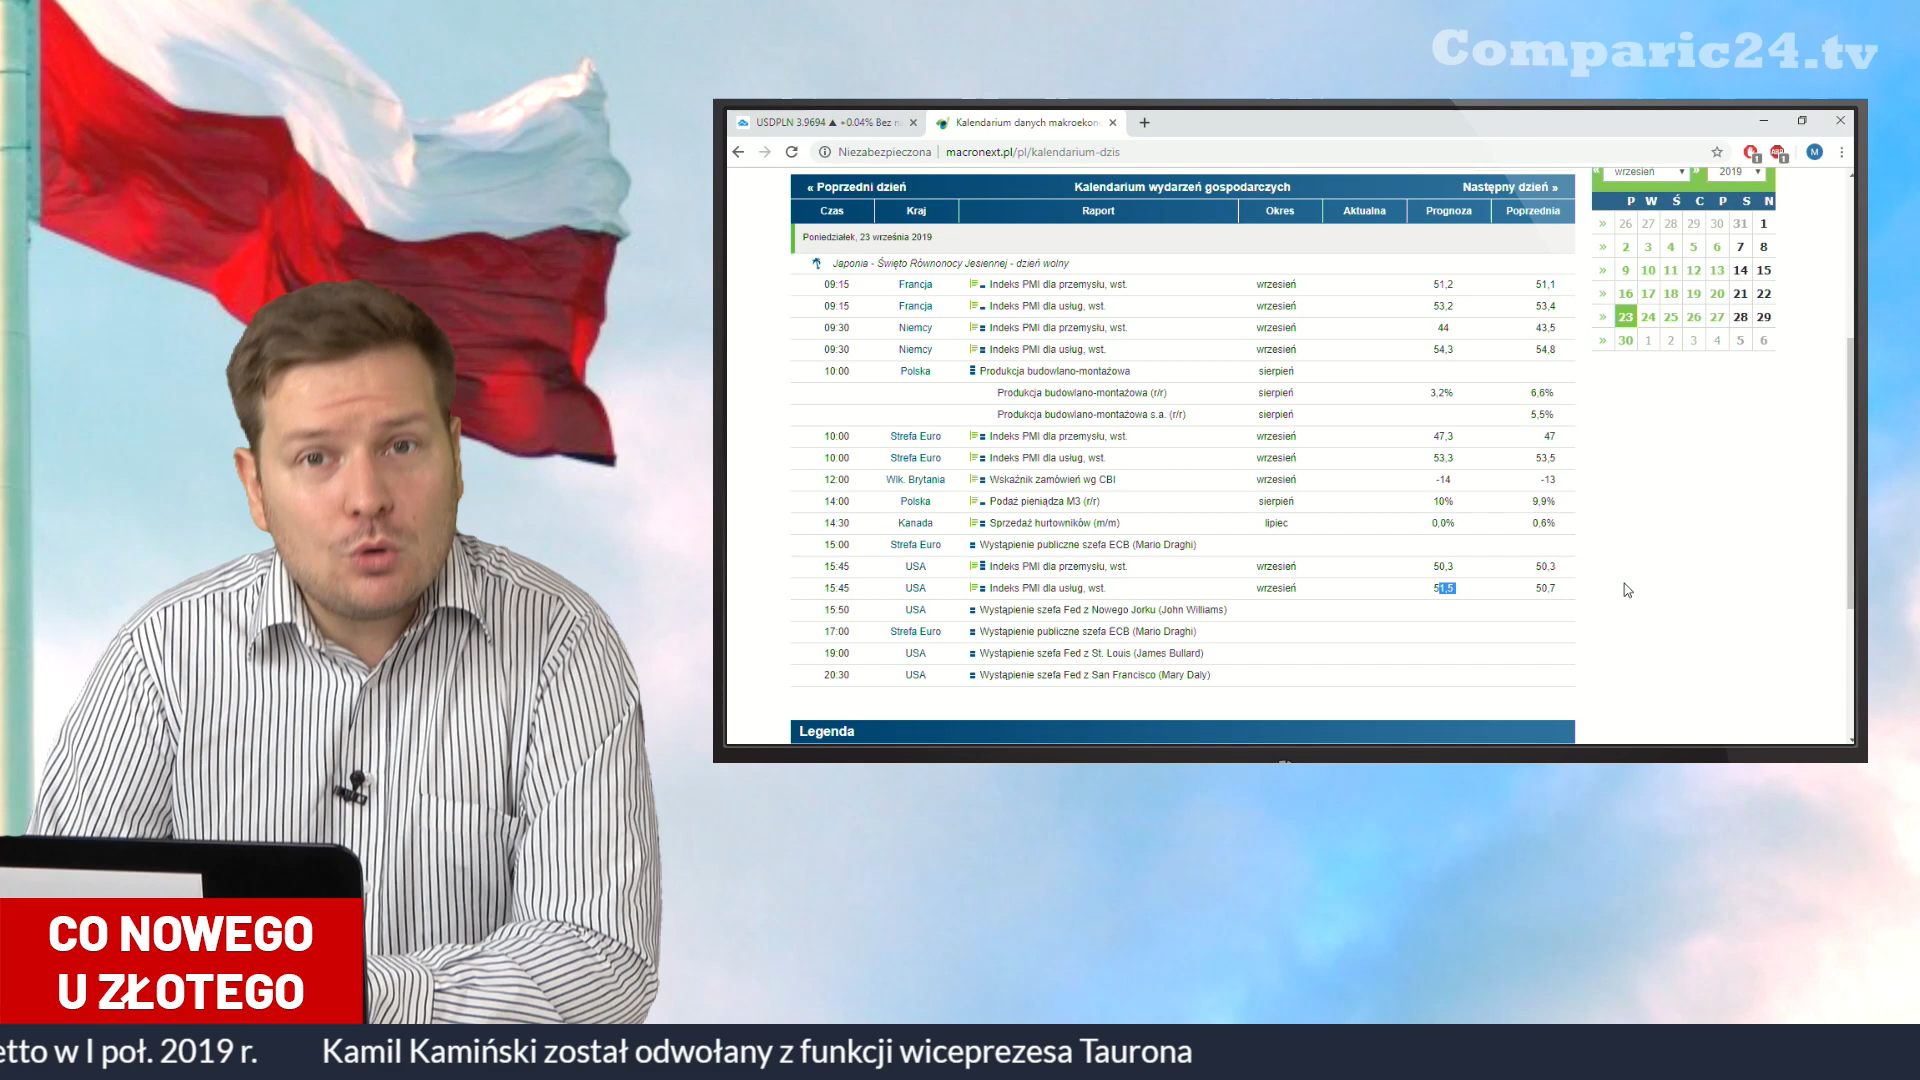 Comparic24.tv
USDPLN 3.9694 ▲ +0.04% Bez n
Kalendarium danych makroekon
Niezabezpieczona | macronext.pl/pl/kalendarium-dzis
M
« Poprzedni dzień Kalendarium wydarzeń gospodarczych Następny dzień »
Czas Kraj Raport Okres Aktualna Prognoza Poprzednia
Poniedziałek, 23 września 2019
Japonia - Święto Równonocy Jesiennej - dzień wolny
09:15 Francja Indeks PMI dla przemysłu, wst. wrzesień 51,2 51,1
09:15 Francja Indeks PMI dla usług, wst. wrzesień 53,2 53,4
09:30 Niemcy Indeks PMI dla przemysłu, wst. wrzesień 44 43,5
09:30 Niemcy Indeks PMI dla usług, wst. wrzesień 54,3 54,8
10:00 Polska Produkcja budowlano-montażowa sierpień
Produkcja budowlano-montażowa (r/r) sierpień 3,2% 6,6%
Produkcja budowlano-montażowa s.a. (r/r) sierpień 5,5%
10:00 Strefa Euro Indeks PMI dla przemysłu, wst. wrzesień 47,3 47
10:00 Strefa Euro Indeks PMI dla usług, wst. wrzesień 53,3 53,5
12:00 Wlk. Brytania Wskaźnik zamówień wg CBI wrzesień -14 -13
14:00 Polska Podaż pieniądza M3 (r/r) sierpień 10% 9,9%
14:30 Kanada Sprzedaż hurtowników (m/m) lipiec 0,0% 0,6%
15:00 Strefa Euro Wystąpienie publiczne szefa ECB (Mario Draghi)
15:45 USA Indeks PMI dla przemysłu, wst. wrzesień 50,3 50,3
15:45 USA Indeks PMI dla usług, wst. wrzesień 51,5 50,7
15:50 USA Wystąpienie szefa Fed z Nowego Jorku (John Williams)
17:00 Strefa Euro Wystąpienie publiczne szefa ECB (Mario Draghi)
19:00 USA Wystąpienie szefa Fed z St. Louis (James Bullard)
20:30 USA Wystąpienie szefa Fed z San Francisco (Mary Daly)
Legenda
« wrzesień » 2019
P W Ś C P S N
» 26 27 28 29 30 31 1
» 2 3 4 5 6 7 8
» 9 10 11 12 13 14 15
» 16 17 18 19 20 21 22
» 23 24 25 26 27 28 29
» 30 1 2 3 4 5 6
CO NOWEGO
U ZŁOTEGO
etto w I poł. 2019 r. Kamil Kamiński został odwołany z funkcji wiceprezesa Taurona